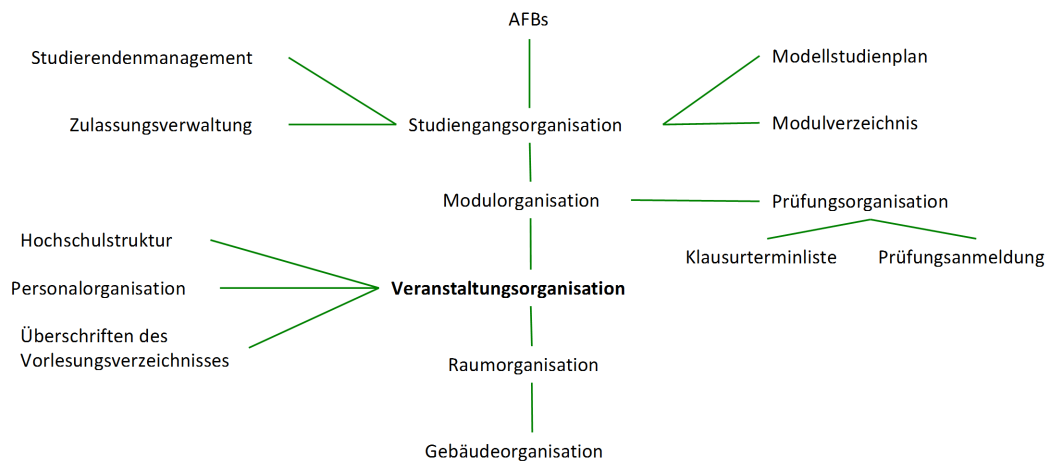 AFBs
Studierendenmanagement
Modellstudienplan
Zulassungsverwaltung
Studiengangsorganisation
Modulverzeichnis
Modulorganisation
Prüfungsorganisation
Hochschulstruktur
Klausurterminliste
Prüfungsanmeldung
Personalorganisation
Veranstaltungsorganisation
Überschriften des
Vorlesungsverzeichnisses
Raumorganisation
Gebäudeorganisation